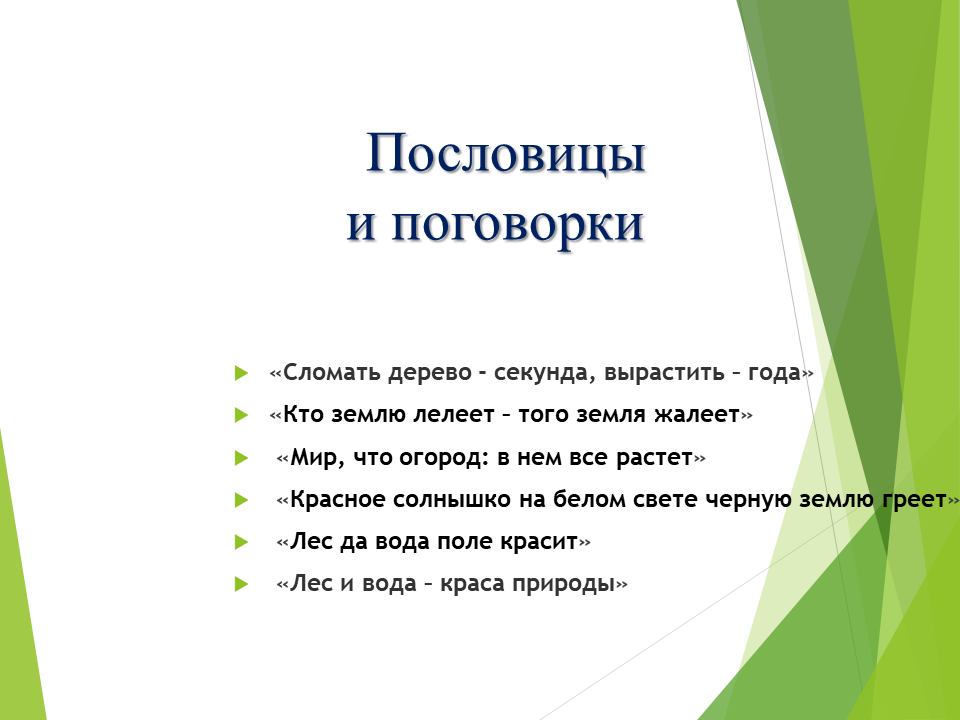 Пословицы
и поговорки
«Сломать дерево - секунда, вырастить – года»
«Кто землю лелеет – того земля жалеет»
«Мир, что огород: в нем все растет»
«Красное солнышко на белом свете черную землю греет»
«Лес да вода поле красит»
«Лес и вода – краса природы»